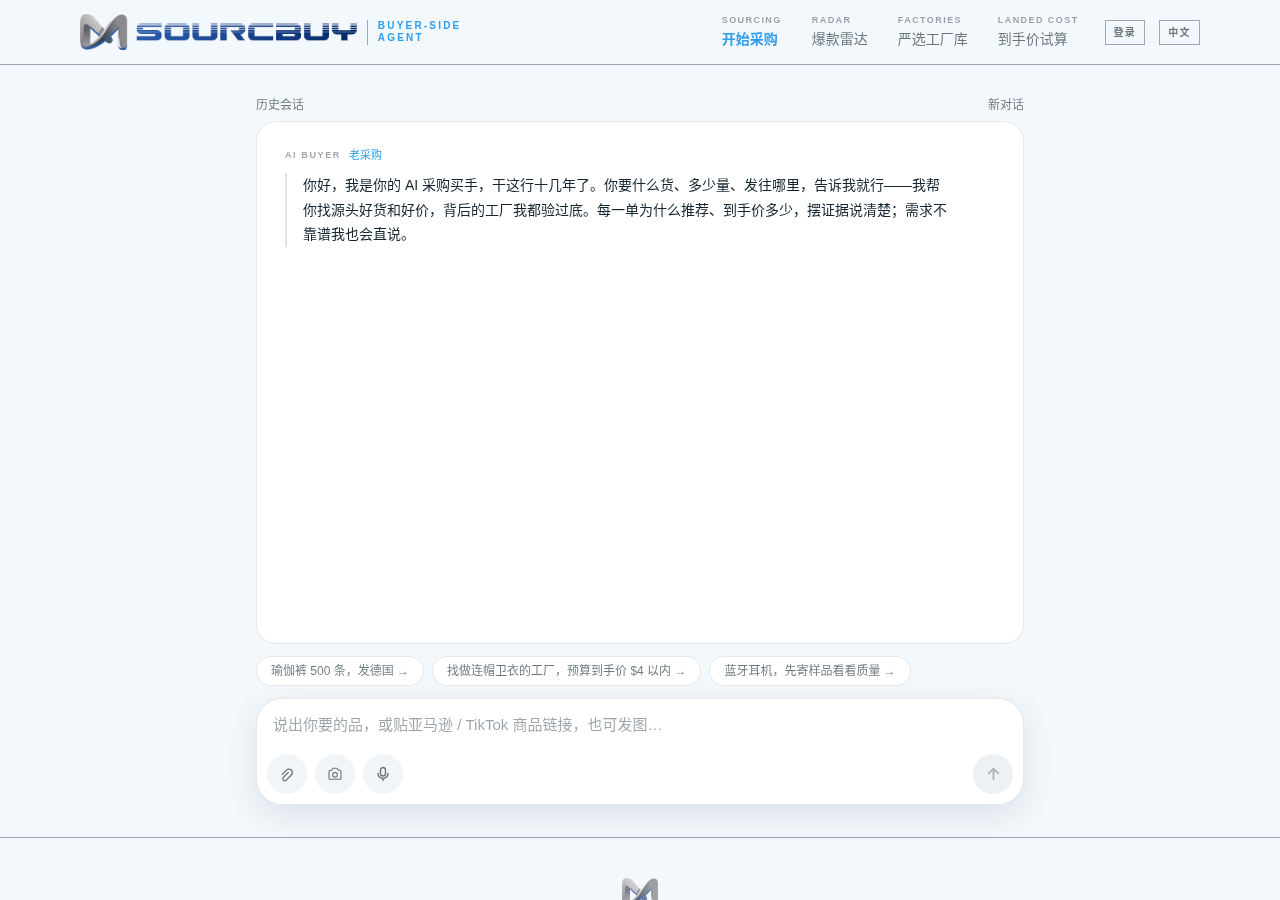 SOURCBUY
BUYER-SIDE
AGENT
SOURCING
开始采购
RADAR
爆款雷达
FACTORIES
严选工厂库
LANDED COST
到手价试算
登录
中文
历史会话
新对话
AI BUYER 老采购
你好，我是你的 AI 采购买手，干这行十几年了。你要什么货、多少量、发往哪里，告诉我就行——我帮
你找源头好货和好价，背后的工厂我都验过底。每一单为什么推荐、到手价多少，摆证据说清楚；需求不
靠谱我也会直说。
瑜伽裤 500 条，发德国 →
找做连帽卫衣的工厂，预算到手价 $4 以内 →
蓝牙耳机，先寄样品看看质量 →
说出你要的品，或贴亚马逊 / TikTok 商品链接，也可发图…